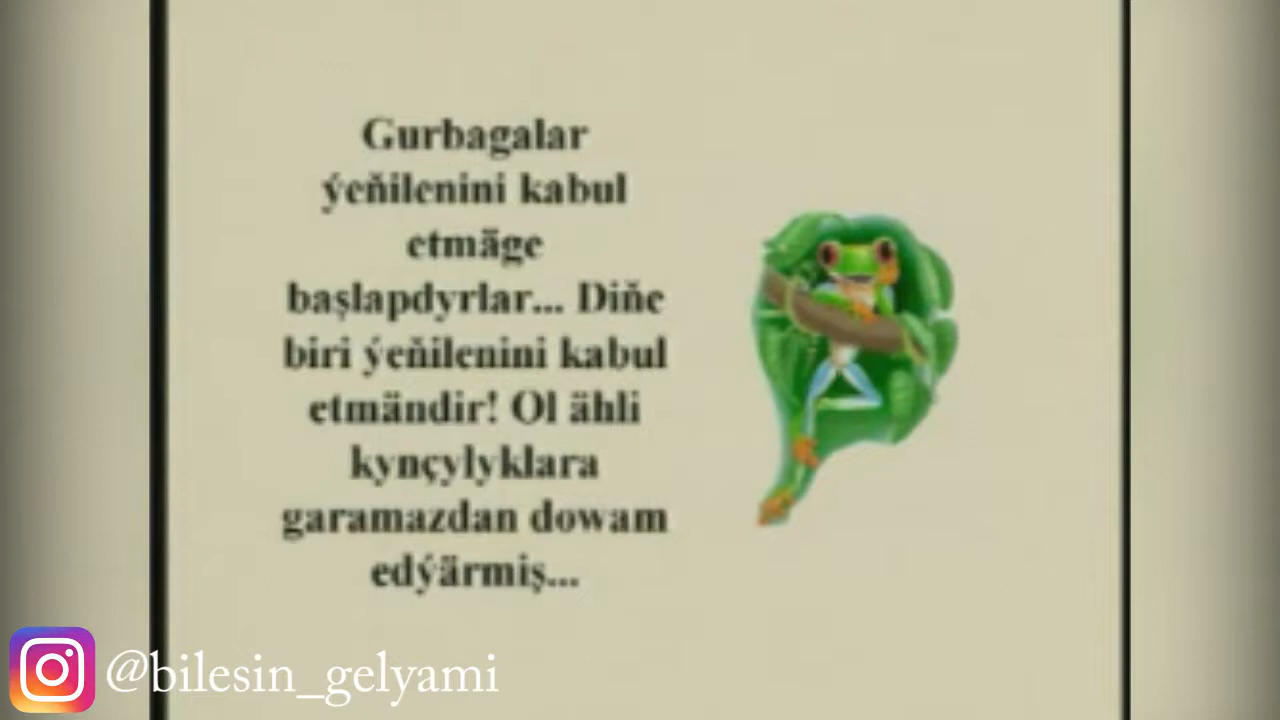 Gurbagalar
ýeňilenini kabul
etmäge
başlapdyrlar... Diňe
biri ýeňilenini kabul
etmändir! Ol ähli
kynçylyklara
garamazdan dowam
edýärmiş...
@bilesin_gelyami